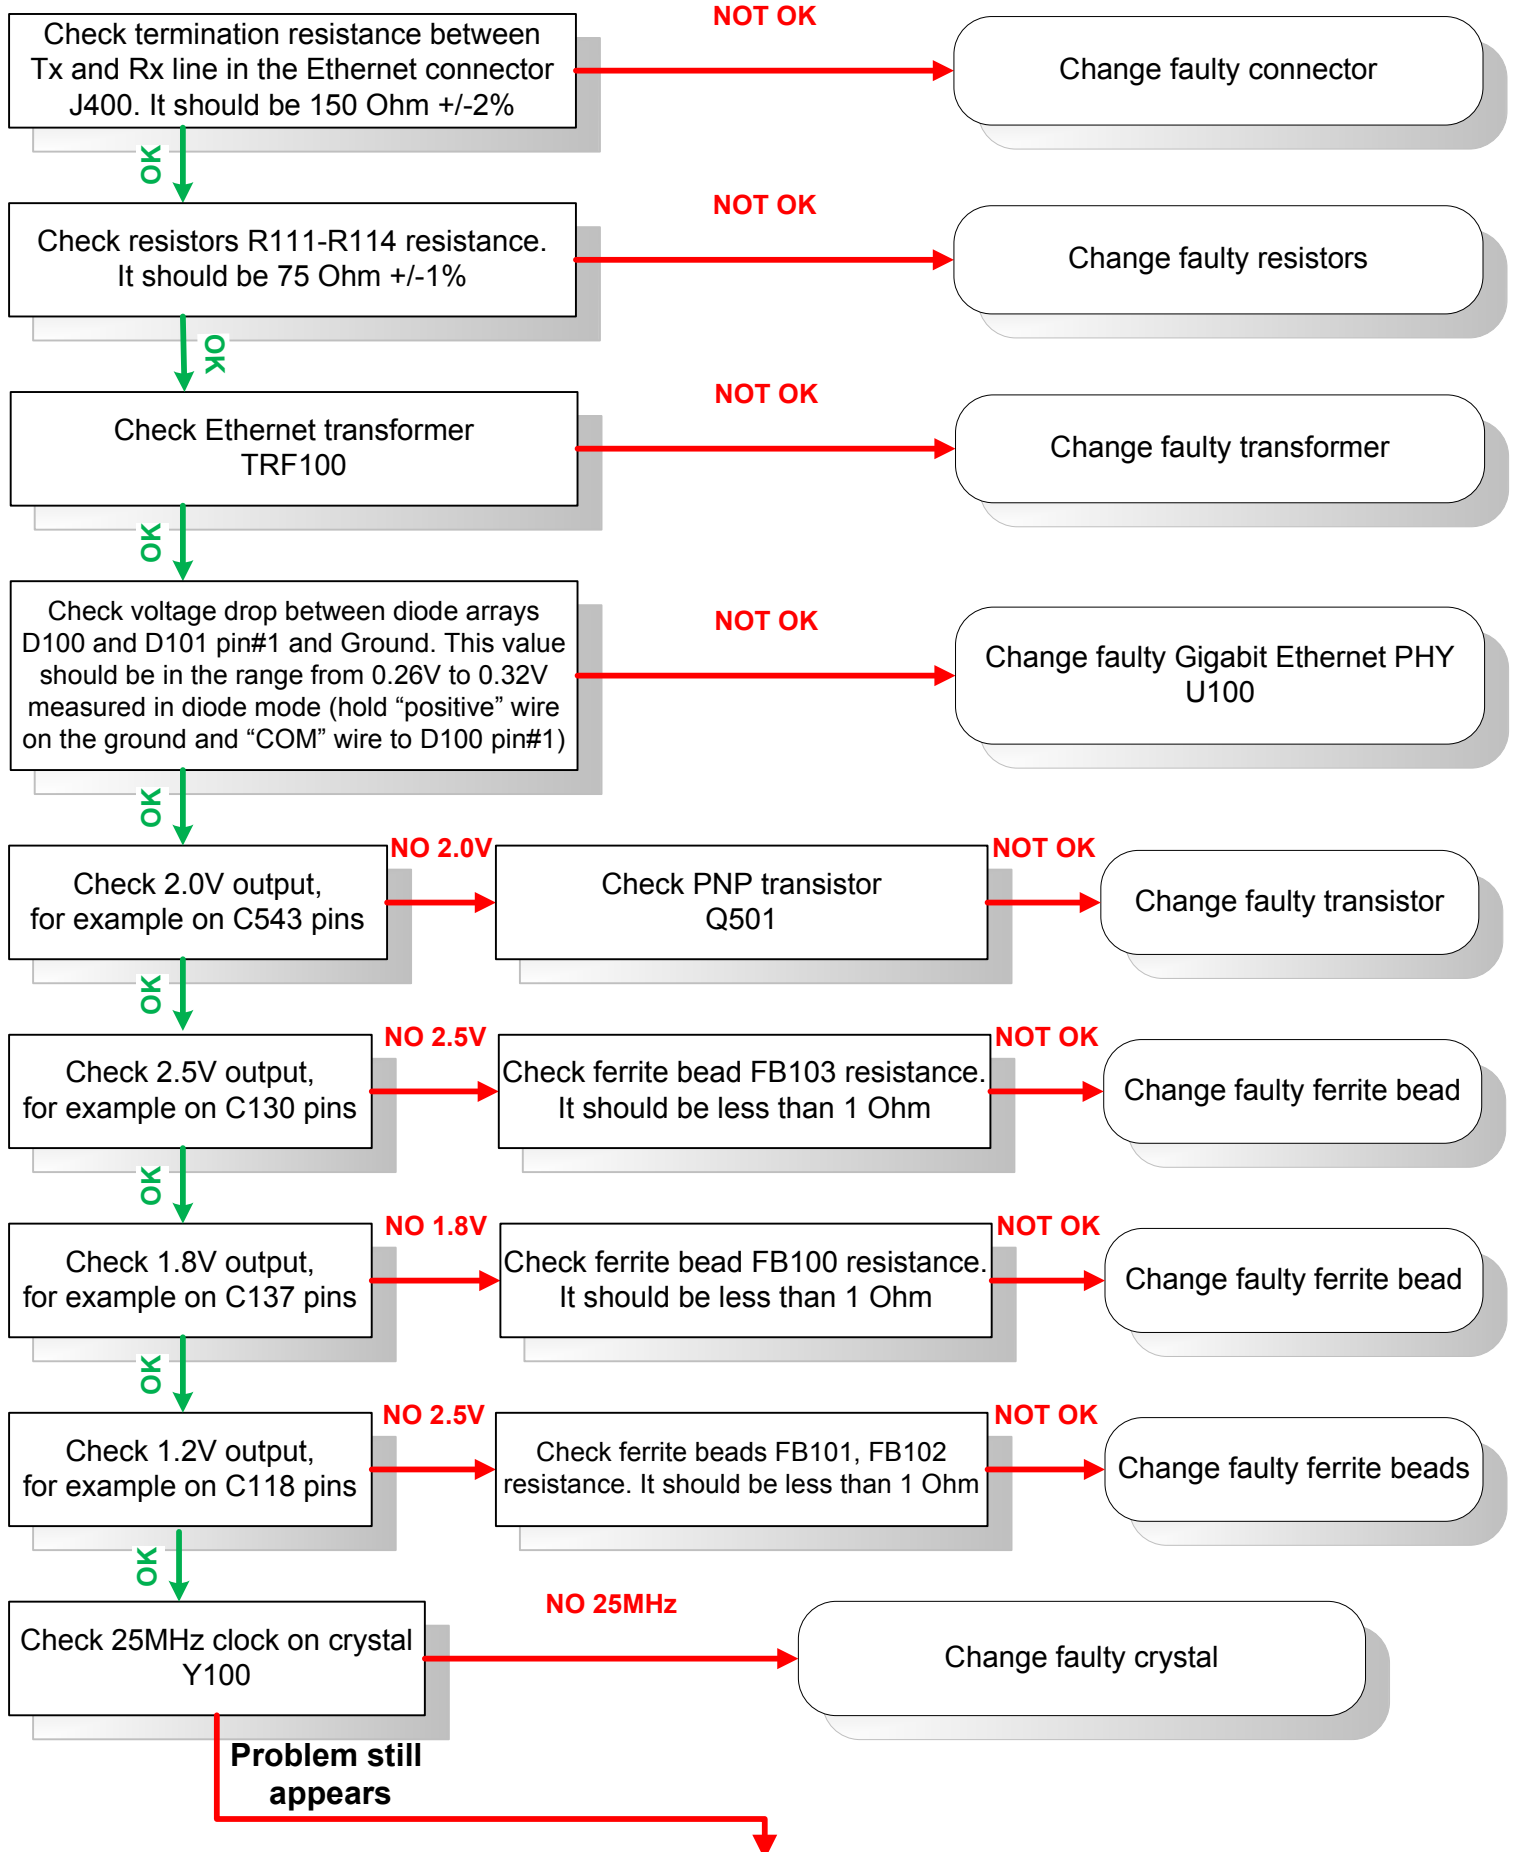 NOT OK
Check termination resistance between
Tx and Rx line in the Ethernet connector
J400. It should be 150 Ohm +/-2%
Change faulty connector
OK
NOT OK
Check resistors R111-R114 resistance.
It should be 75 Ohm +/-1%
Change faulty resistors
OK
NOT OK
Check Ethernet transformer
TRF100
Change faulty transformer
OK
NOT OK
Check voltage drop between diode arrays
D100 and D101 pin#1 and Ground. This value
should be in the range from 0.26V to 0.32V
measured in diode mode (hold “positive” wire
on the ground and “COM” wire to D100 pin#1)
Change faulty Gigabit Ethernet PHY
U100
OK
NO 2.0V
NOT OK
Check 2.0V output,
for example on C543 pins
Check PNP transistor
Q501
Change faulty transistor
OK
NO 2.5V
NOT OK
Check 2.5V output,
for example on C130 pins
Check ferrite bead FB103 resistance.
It should be less than 1 Ohm
Change faulty ferrite bead
OK
NO 1.8V
NOT OK
Check 1.8V output,
for example on C137 pins
Check ferrite bead FB100 resistance.
It should be less than 1 Ohm
Change faulty ferrite bead
OK
NO 2.5V
NOT OK
Check 1.2V output,
for example on C118 pins
Check ferrite beads FB101, FB102
resistance. It should be less than 1 Ohm
Change faulty ferrite beads
OK
NO 25MHz
Check 25MHz clock on crystal
Y100
Change faulty crystal
Problem still
appears